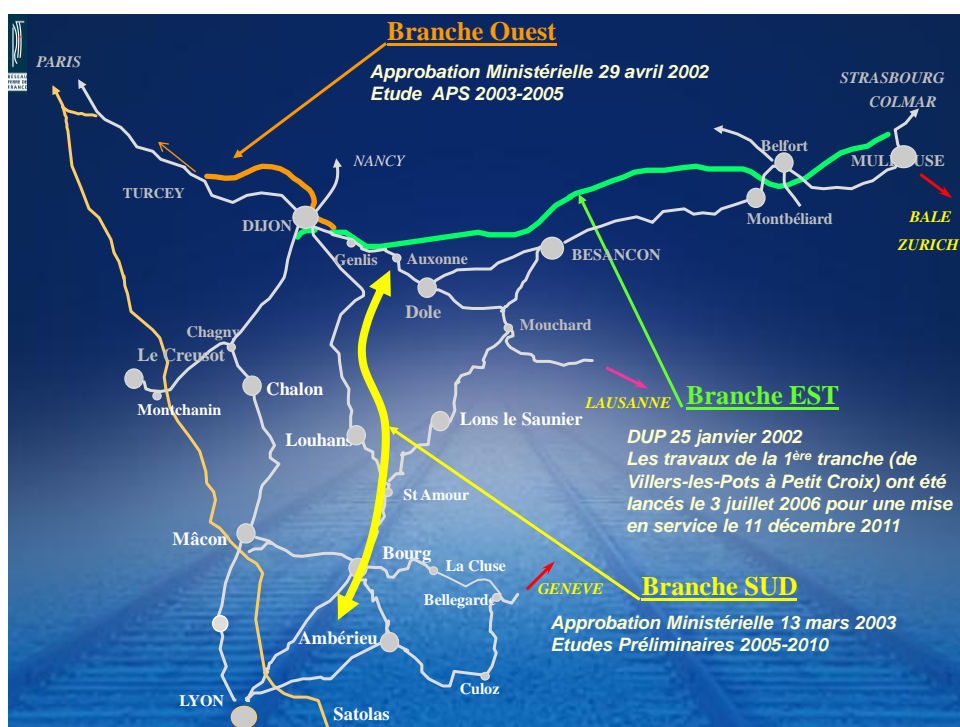 Branche Ouest
Approbation Ministérielle 29 avril 2002
Etude APS 2003-2005
RESEAU
FERRE DE
FRANCE
PARIS
STRASBOURG
COLMAR
NANCY
Belfort
TURCEY
DIJON
Montbéliard
BALE
ZURICH
Genlis
Auxonne
BESANCON
Dole
Mouchard
Chagny
Le Creusot
Montchanin
Chalon
LAUSANNE
Branche EST
Louhans
Lons le Saunier
DUP 25 janvier 2002
Les travaux de la 1ère tranche (de
Villers-les-Pots à Petit Croix) ont été
lancés le 3 juillet 2006 pour une mise
en service le 11 décembre 2011
St Amour
Mâcon
Bourg
La Cluse
GENEVE
Bellegarde
Branche SUD
Approbation Ministérielle 13 mars 2003
Etudes Préliminaires 2005-2010
Ambérieu
Culoz
LYON
Satolas